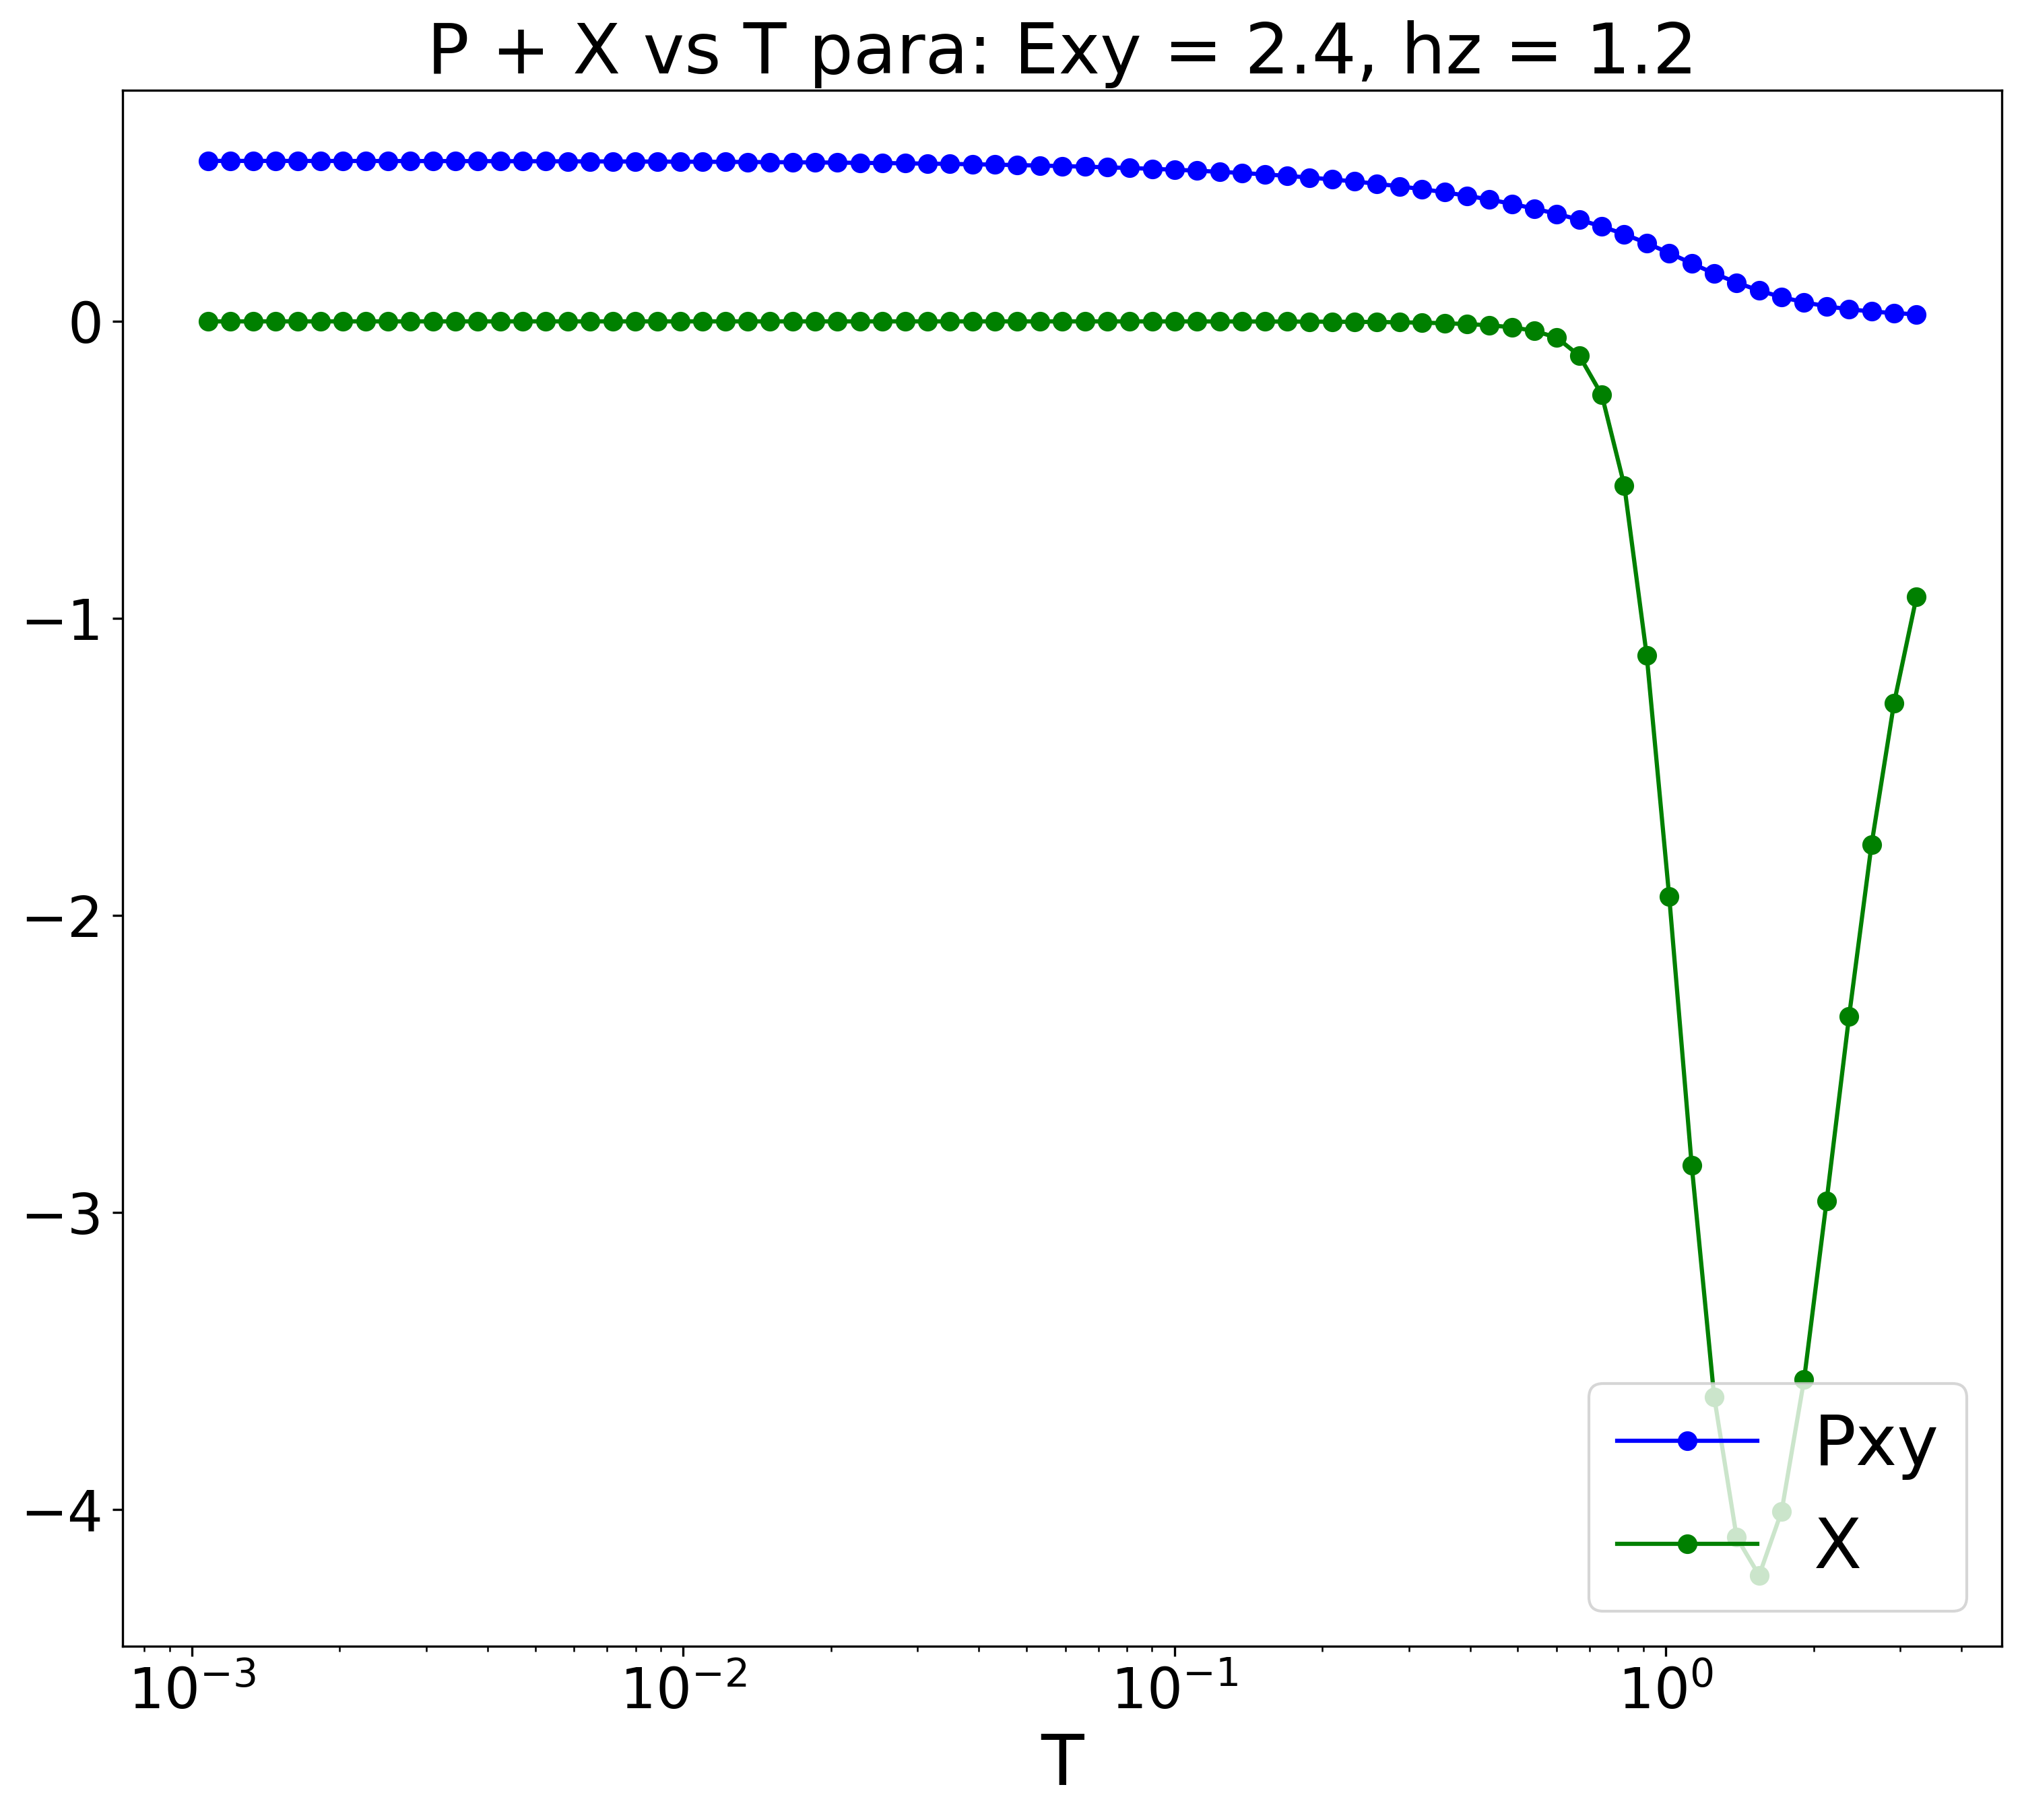 P + X vs T para: Exy = 2.4, hz = 1.2
0
−1
−2
−3
−4
Pxy
X
10⁻³ 10⁻² 10⁻¹ 10⁰
T